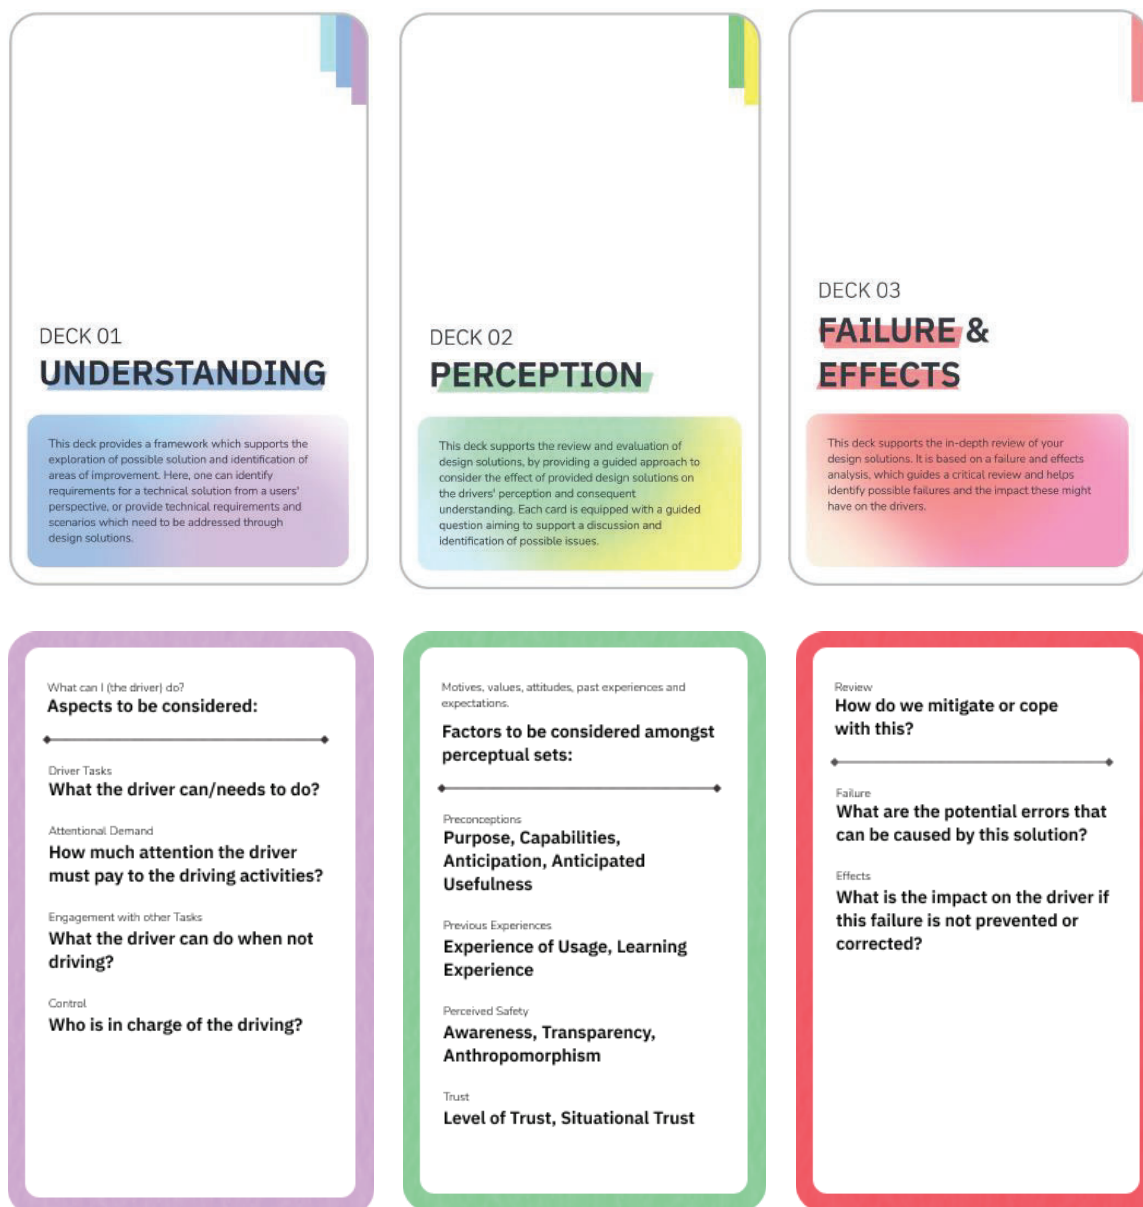 DECK 01
UNDERSTANDING
This deck provides a framework which supports the
exploration of possible solution and identification of
areas of improvement. Here, one can identify
requirements for a technical solution from a users'
perspective, or provide technical requirements and
scenarios which need to be addressed through
design solutions.
DECK 02
PERCEPTION
This deck supports the review and evaluation of
design solutions, by providing a guided approach to
consider the effect of provided design solutions on
the drivers' perception and consequent
understanding. Each card is equipped with a guided
question aiming to support a discussion and
identification of possible issues.
DECK 03
FAILURE &
EFFECTS
This deck supports the in-depth review of your
design solutions. It is based on a failure and effects
analysis, which guides a critical review and helps
identify possible failures and the impact these might
have on the drivers.
What can I (the driver) do?
Aspects to be considered:
Driver Tasks
What the driver can/needs to do?
Attentional Demand
How much attention the driver
must pay to the driving activities?
Engagement with other Tasks
What the driver can do when not
driving?
Control
Who is in charge of the driving?
Motives, values, attitudes, past experiences and
expectations.
Factors to be considered amongst
perceptual sets:
Preconceptions
Purpose, Capabilities,
Anticipation, Anticipated
Usefulness
Previous Experiences
Experience of Usage, Learning
Experience
Perceived Safety
Awareness, Transparency,
Anthropomorphism
Trust
Level of Trust, Situational Trust
Review
How do we mitigate or cope
with this?
Failure
What are the potential errors that
can be caused by this solution?
Effects
What is the impact on the driver if
this failure is not prevented or
corrected?